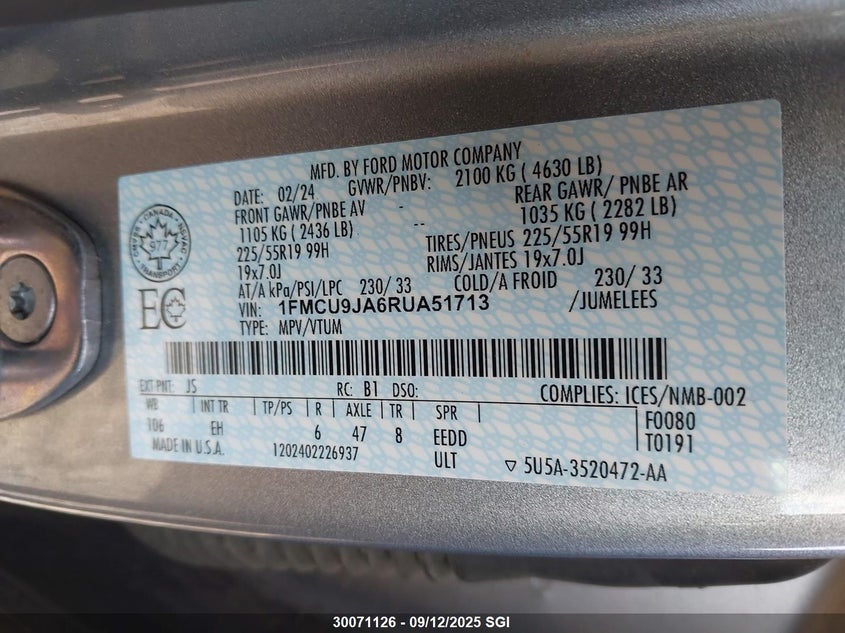 MFD. BY FORD MOTOR COMPANY
DATE: 02/24 GVWR/PNBV: 2100 KG ( 4630 LB)
FRONT GAWR/PNBE AV - REAR GAWR/ PNBE AR
1105 KG ( 2436 LB) -- 1035 KG ( 2282 LB)
225/55R19 99H TIRES/PNEUS 225/55R19 99H
19x7.0J RIMS/JANTES 19x7.0J
AT/A kPa/PSI/LPC 230/ 33 COLD/A FROID 230/ 33
VIN: 1FMCU9JA6RUA51713 /JUMELEES
TYPE: MPV/VTUM
CANADA
977
TRANSPORT
EC
EXT PNT: JS RC: B1 DSO: COMPLIES: ICES/NMB-002
WB INT TR TP/PS R AXLE TR SPR F0080
106 EH 6 47 8 EEDD T0191
MADE IN U.S.A. 1202402226937 ULT ▽ 5U5A-3520472-AA
30071126 - 09/12/2025 SGI